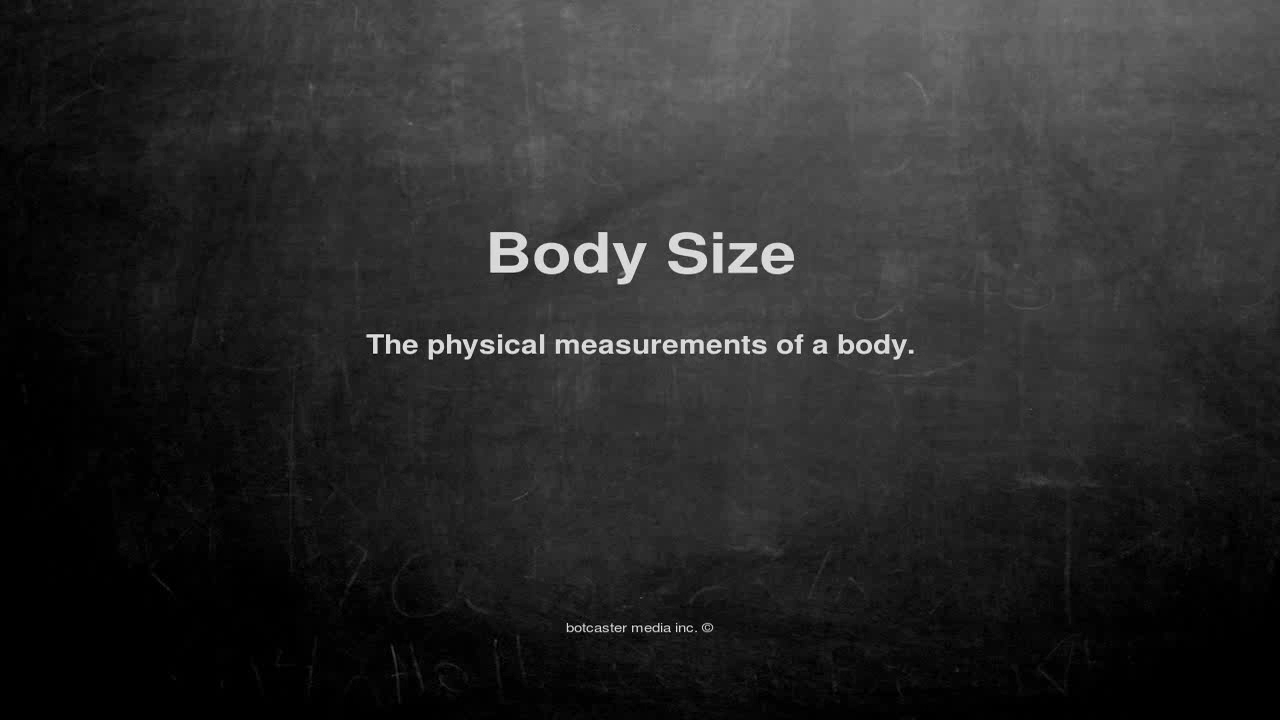 Body Size
The physical measurements of a body.
botcaster media inc. ©